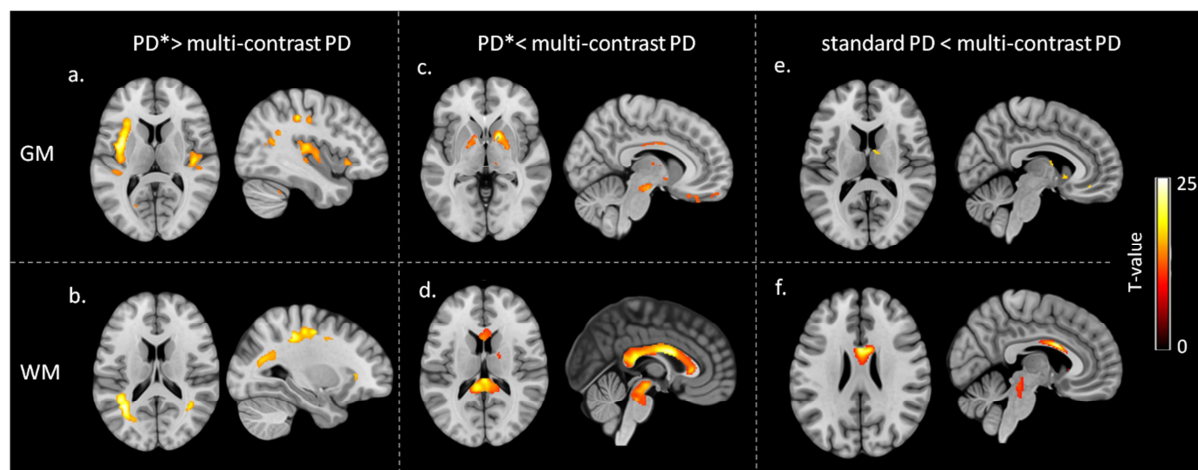 PD*> multi-contrast PD
PD*< multi-contrast PD
standard PD < multi-contrast PD
a.
c.
e.
GM
25
T-value
0
b.
d.
f.
WM